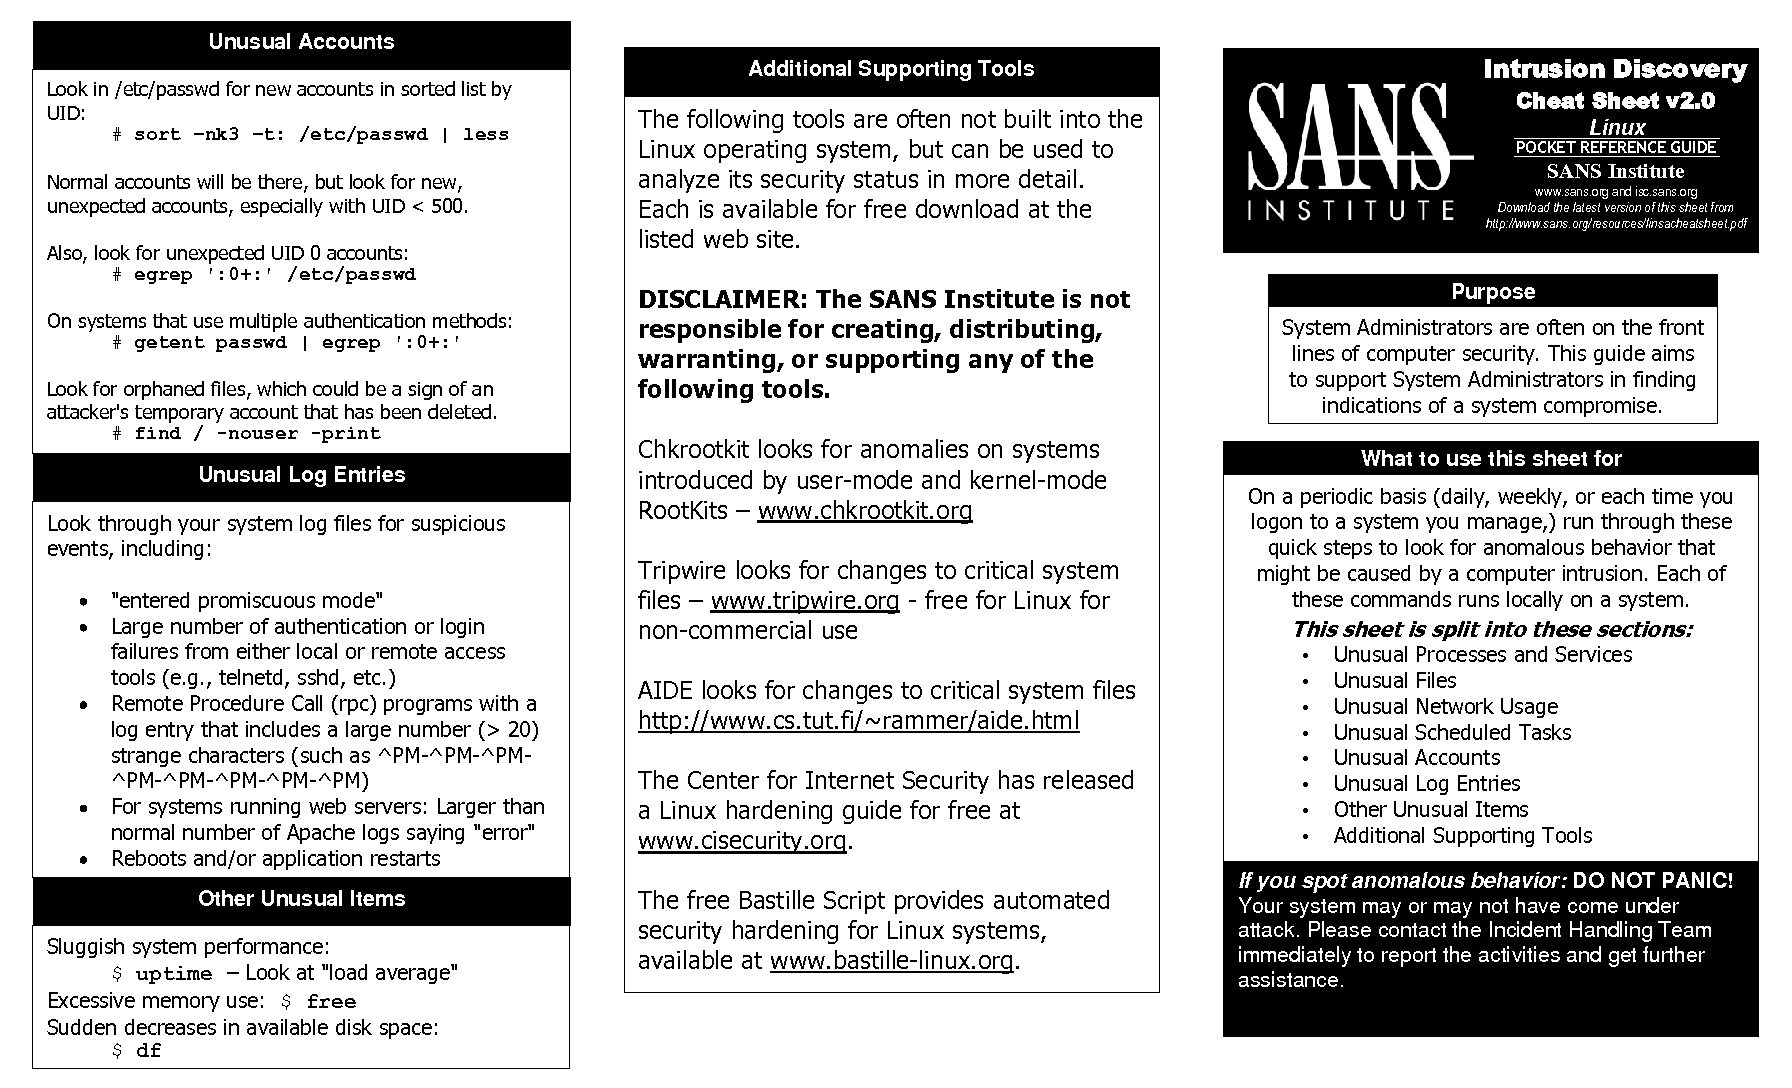 Unusual Accounts
Look in /etc/passwd for new accounts in sorted list by
UID:
# sort –nk3 –t: /etc/passwd | less
Normal accounts will be there, but look for new,
unexpected accounts, especially with UID < 500.
Also, look for unexpected UID 0 accounts:
# egrep ':0+:' /etc/passwd
On systems that use multiple authentication methods:
# getent passwd | egrep ':0+:'
Look for orphaned files, which could be a sign of an
attacker's temporary account that has been deleted.
# find / -nouser -print
Unusual Log Entries
Look through your system log files for suspicious
events, including:
• "entered promiscuous mode"
• Large number of authentication or login
failures from either local or remote access
tools (e.g., telnetd, sshd, etc.)
• Remote Procedure Call (rpc) programs with a
log entry that includes a large number (> 20)
strange characters (such as ^PM-^PM-^PM-
^PM-^PM-^PM-^PM-^PM)
• For systems running web servers: Larger than
normal number of Apache logs saying "error"
• Reboots and/or application restarts
Other Unusual Items
Sluggish system performance:
$ uptime – Look at "load average"
Excessive memory use: $ free
Sudden decreases in available disk space:
$ df
Additional Supporting Tools
The following tools are often not built into the
Linux operating system, but can be used to
analyze its security status in more detail.
Each is available for free download at the
listed web site.
DISCLAIMER: The SANS Institute is not
responsible for creating, distributing,
warranting, or supporting any of the
following tools.
Chkrootkit looks for anomalies on systems
introduced by user-mode and kernel-mode
RootKits – www.chkrootkit.org
Tripwire looks for changes to critical system
files – www.tripwire.org - free for Linux for
non-commercial use
AIDE looks for changes to critical system files
http://www.cs.tut.fi/~rammer/aide.html
The Center for Internet Security has released
a Linux hardening guide for free at
www.cisecurity.org.
The free Bastille Script provides automated
security hardening for Linux systems,
available at www.bastille-linux.org.
SANS
INSTITUTE
Intrusion Discovery
Cheat Sheet v2.0
Linux
POCKET REFERENCE GUIDE
SANS Institute
www.sans.org and isc.sans.org
Download the latest version of this sheet from
http://www.sans.org/resources/linsacheatsheet.pdf
Purpose
System Administrators are often on the front
lines of computer security. This guide aims
to support System Administrators in finding
indications of a system compromise.
What to use this sheet for
On a periodic basis (daily, weekly, or each time you
logon to a system you manage,) run through these
quick steps to look for anomalous behavior that
might be caused by a computer intrusion. Each of
these commands runs locally on a system.
This sheet is split into these sections:
• Unusual Processes and Services
• Unusual Files
• Unusual Network Usage
• Unusual Scheduled Tasks
• Unusual Accounts
• Unusual Log Entries
• Other Unusual Items
• Additional Supporting Tools
If you spot anomalous behavior: DO NOT PANIC!
Your system may or may not have come under
attack. Please contact the Incident Handling Team
immediately to report the activities and get further
assistance.